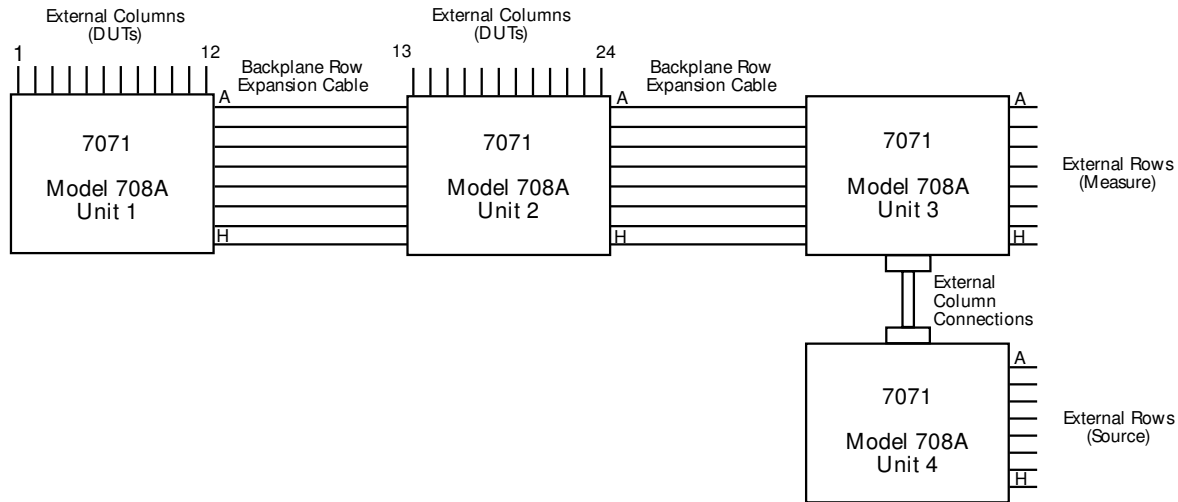 External Columns
(DUTs)
1
12
Backplane Row
Expansion Cable
External Columns
(DUTs)
13
24
Backplane Row
Expansion Cable
A
H
7071
Model 708A
Unit 1
A
H
7071
Model 708A
Unit 2
A
H
7071
Model 708A
Unit 3
External Rows
(Measure)
External
Column
Connections
A
H
7071
Model 708A
Unit 4
External Rows
(Source)